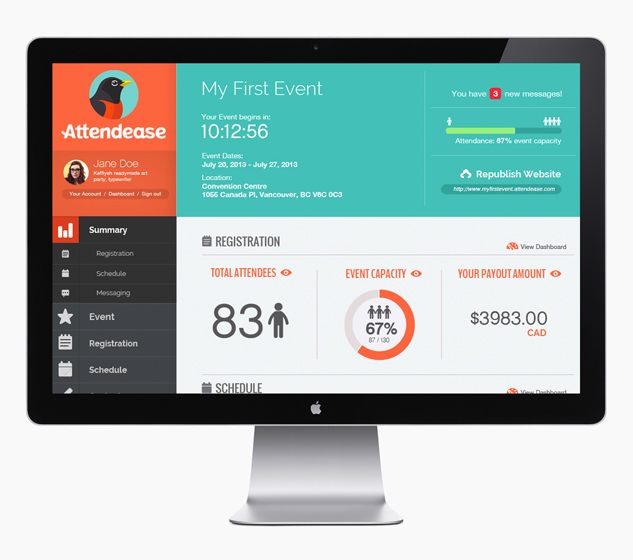 Attendease
Jane Doe
Keffiyeh readymade art
party, typewriter
Your Account / Dashboard / Sign out
Summary
Registration
Schedule
Messaging
Event
Registration
Schedule
My First Event
Your Event begins in:
10:12:56
Event Dates:
July 20, 2013 - July 27, 2013
Location:
Convention Centre
1055 Canada Pl, Vancouver, BC V6C 0C3
You have 3 new messages!
Attendance: 67% event capacity
Republish Website
http://www.myfirstevent.attendease.com
REGISTRATION
View Dashboard
TOTAL ATTENDEES
83
EVENT CAPACITY
67%
87 / 130
YOUR PAYOUT AMOUNT
$3983.00
CAD
SCHEDULE
View Dashboard